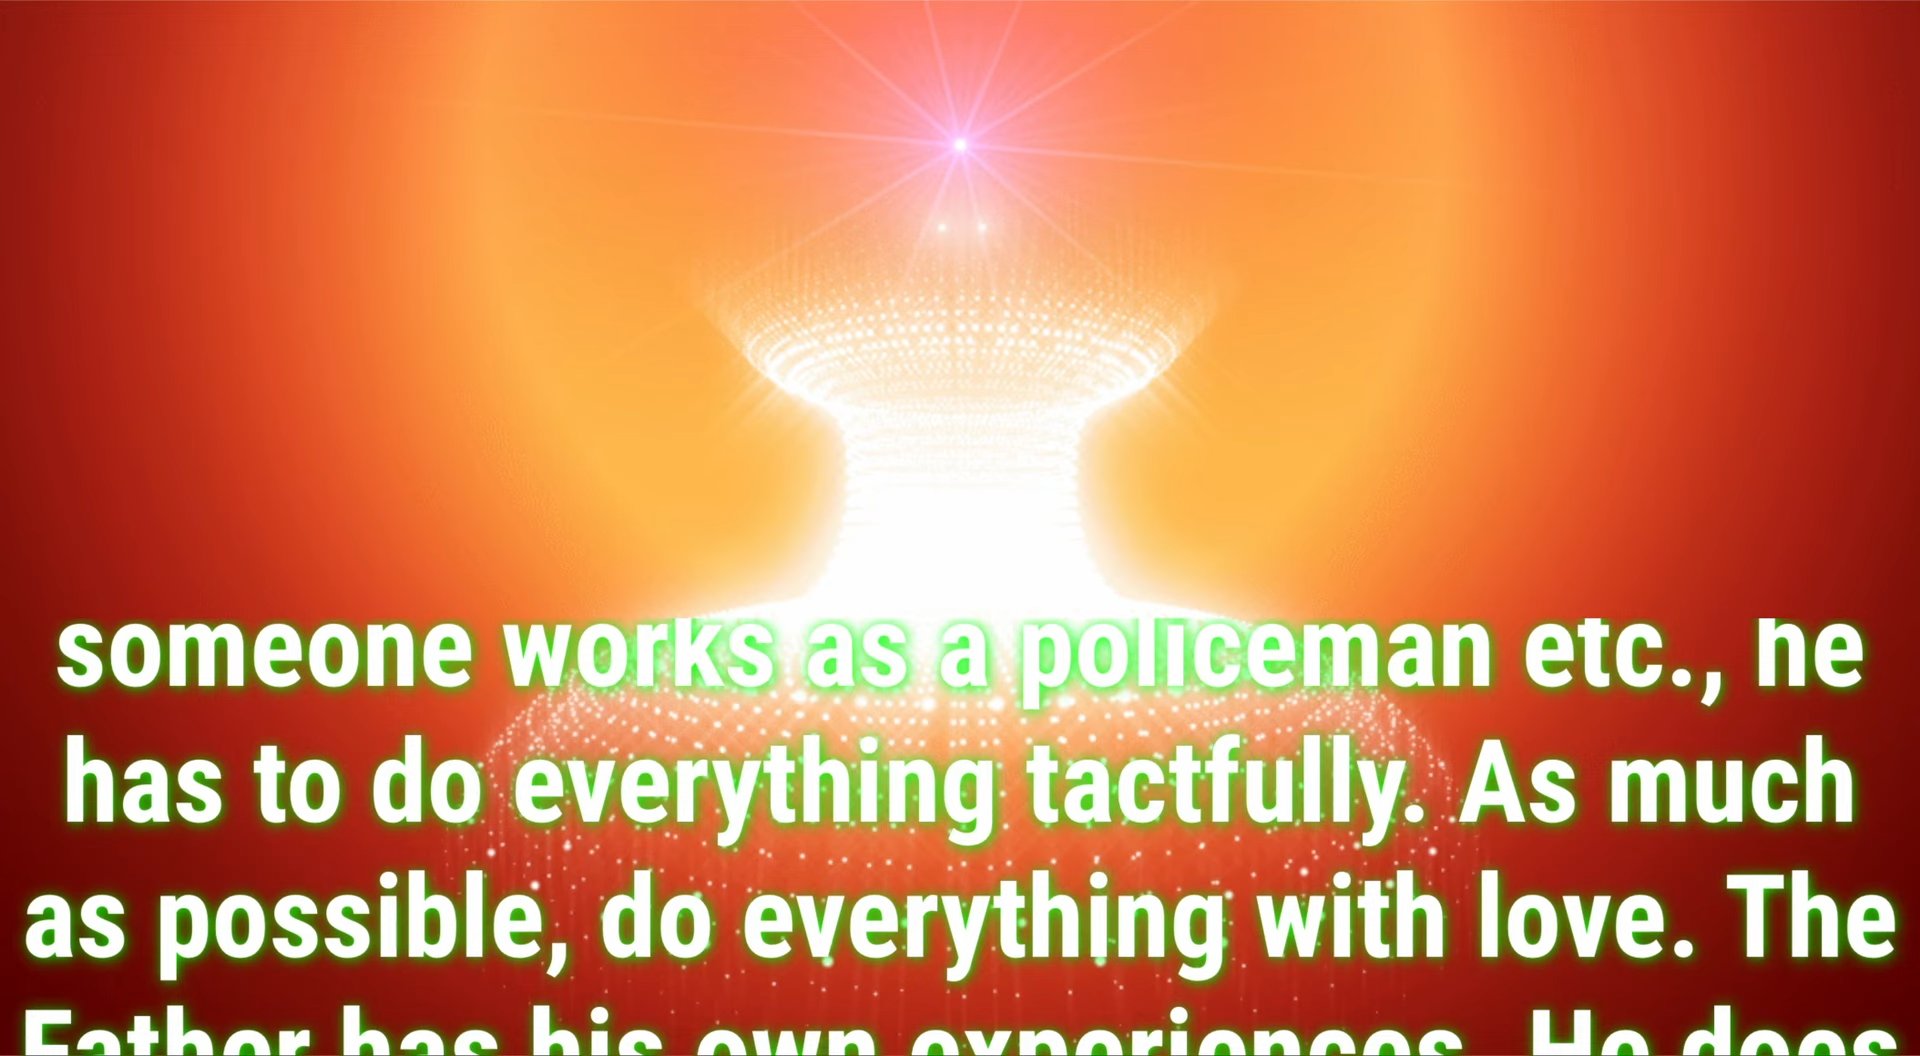 someone works as a policeman etc., he
has to do everything tactfully. As much
as possible, do everything with love. The
Father has his own experiences. He does